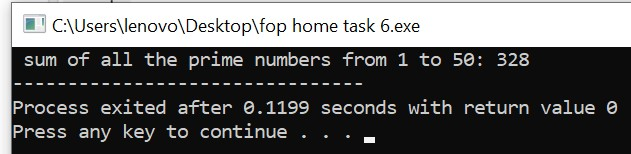 C:\Users\lenovo\Desktop\fop home task 6.exe
sum of all the prime numbers from 1 to 50: 328
--------------------------------
Process exited after 0.1199 seconds with return value 0
Press any key to continue . . .